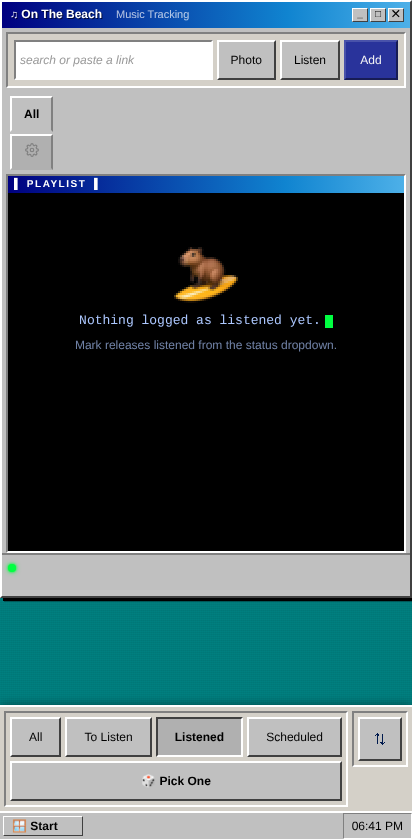 ♫ On The Beach Music Tracking
search or paste a link Photo Listen Add
All
PLAYLIST
Nothing logged as listened yet.
Mark releases listened from the status dropdown.
All To Listen Listened Scheduled
🎲 Pick One
Start 06:41 PM